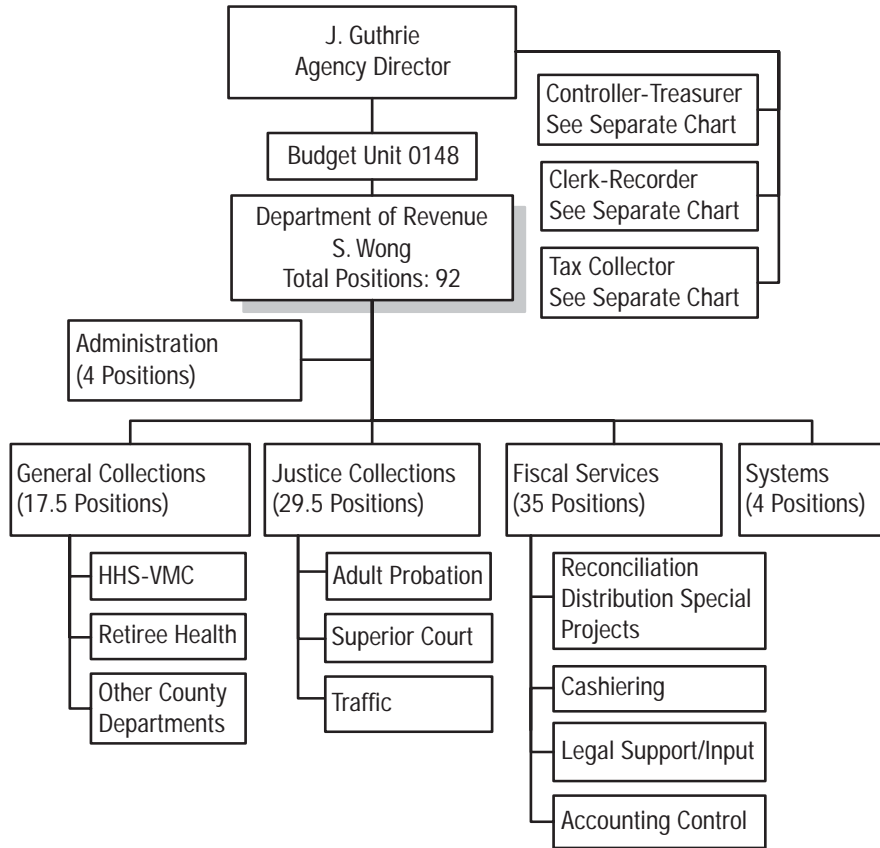 J. Guthrie
Agency Director
Controller-Treasurer
See Separate Chart
Budget Unit 0148
Clerk-Recorder
See Separate Chart
Department of Revenue
S. Wong
Total Positions: 92
Tax Collector
See Separate Chart
Administration
(4 Positions)
General Collections
(17.5 Positions)
Justice Collections
(29.5 Positions)
Fiscal Services
(35 Positions)
Systems
(4 Positions)
HHS-VMC
Retiree Health
Other County
Departments
Adult Probation
Superior Court
Traffic
Reconciliation
Distribution Special
Projects
Cashiering
Legal Support/Input
Accounting Control